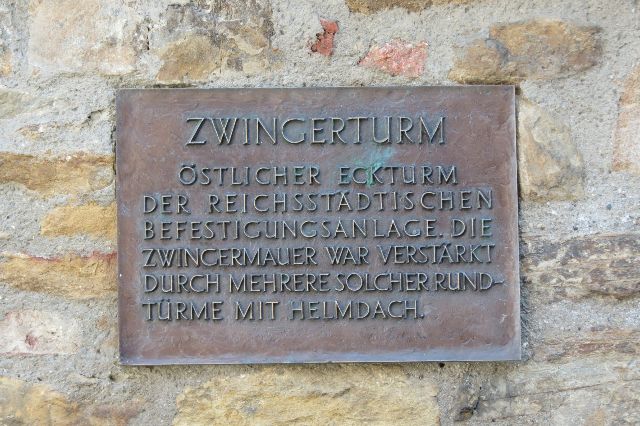 ZWINGERTURM
ÖSTLICHER ECKTURM
DER REICHSSTÄDTISCHEN
BEFESTIGUNGSANLAGE. DIE
ZWINGERMAUER WAR VERSTÄRKT
DURCH MEHRERE SOLCHER RUND-
TÜRME MIT HELMDACH.